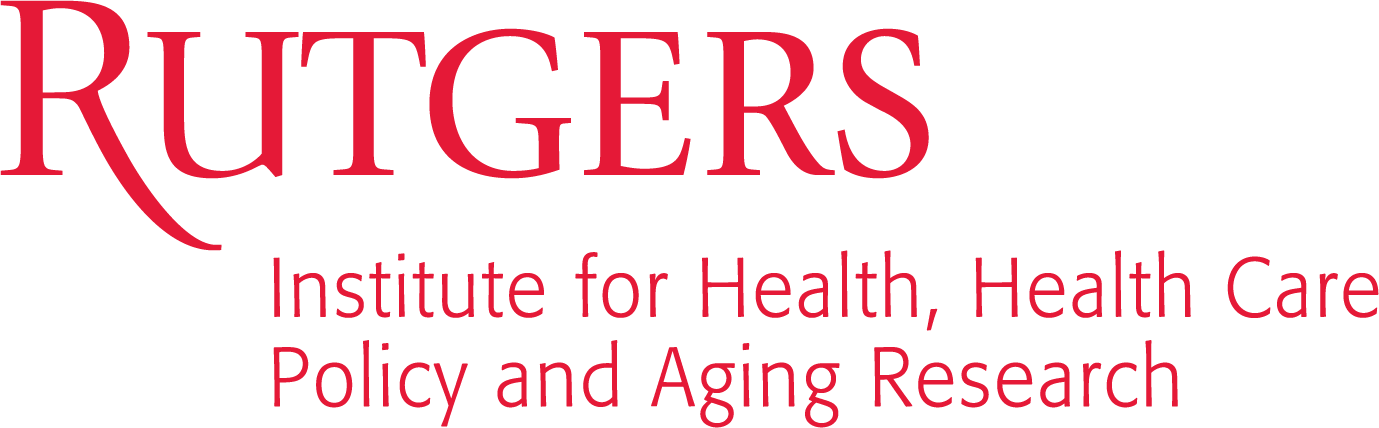 RUTGERS
Institute for Health, Health Care
Policy and Aging Research